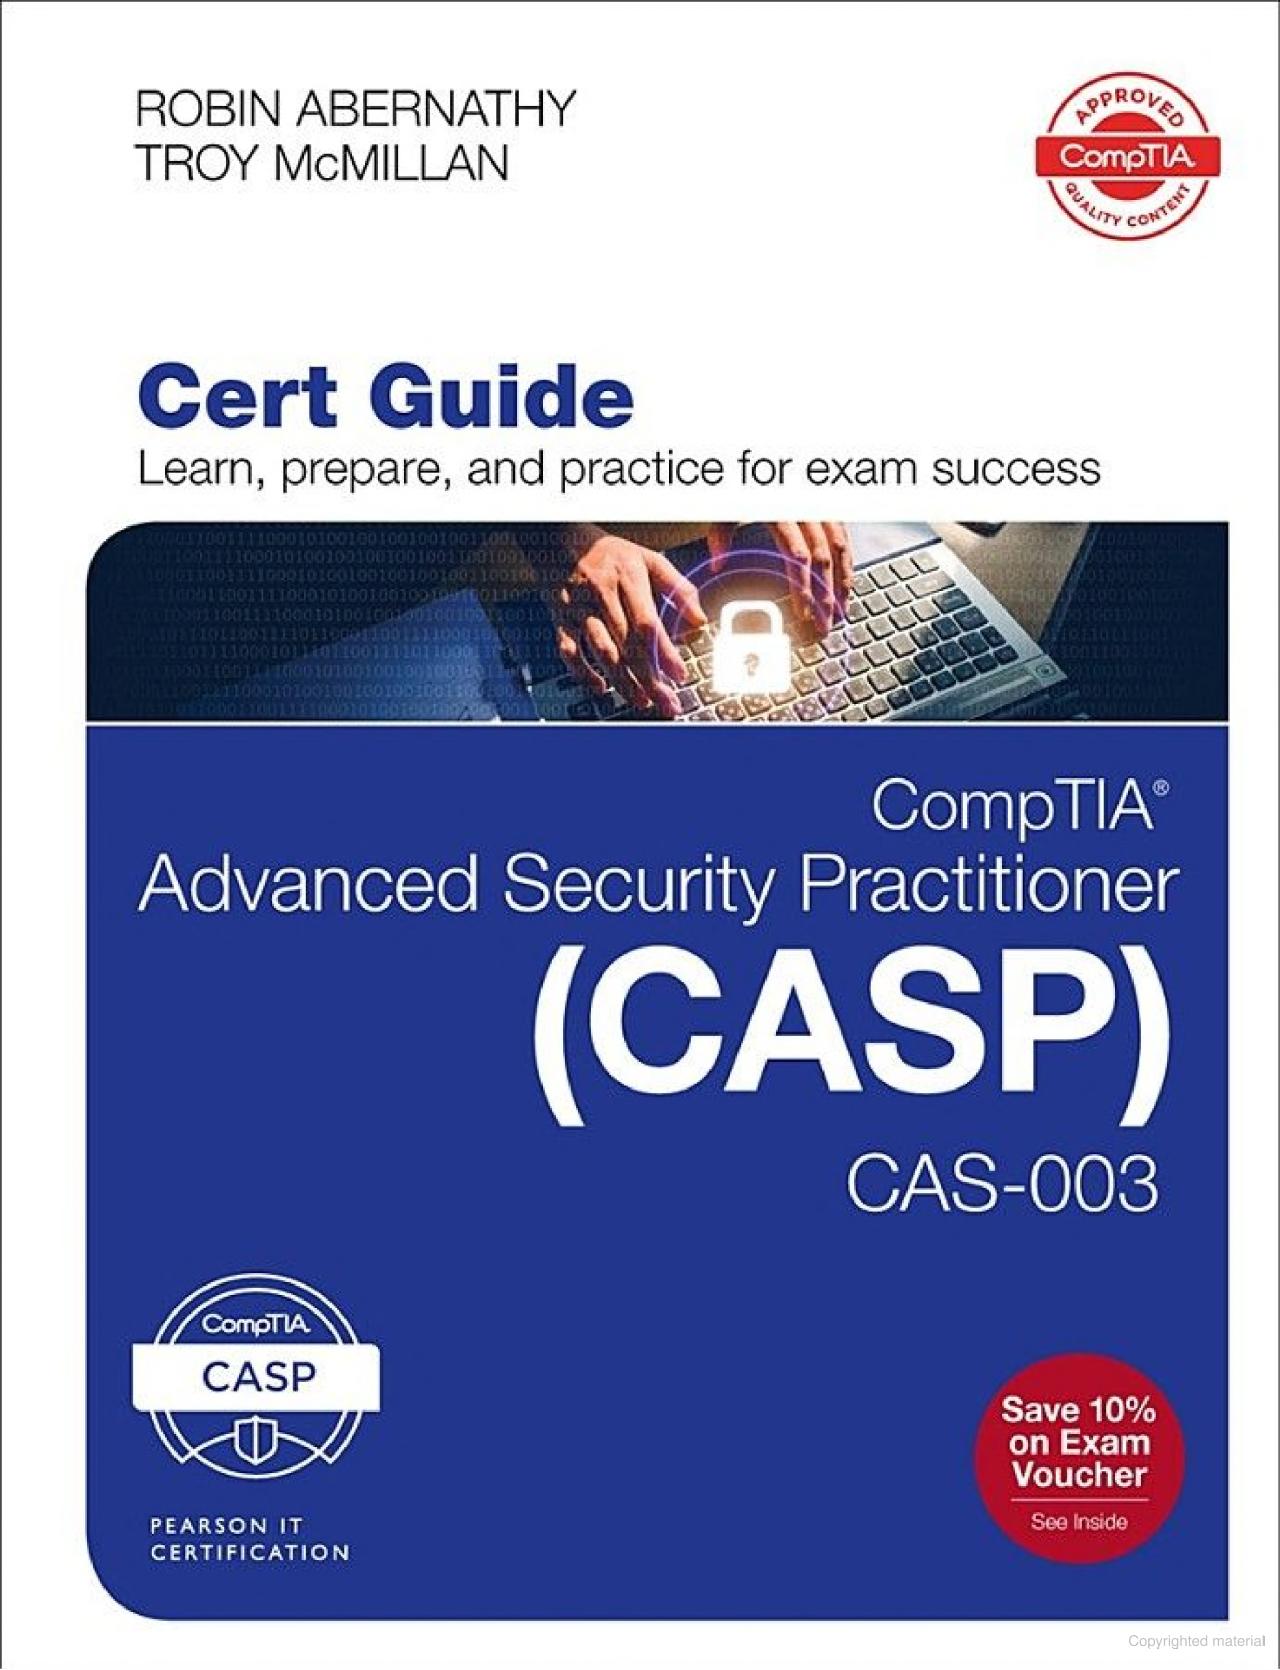 ROBIN ABERNATHY
TROY McMILLAN
APPROVED
CompTIA
QUALITY CONTENT
Cert Guide
Learn, prepare, and practice for exam success
CompTIA®
Advanced Security Practitioner
(CASP)
CAS-003
CompTIA
CASP
PEARSON IT
CERTIFICATION
Save 10%
on Exam
Voucher
See Inside
Copyrighted material